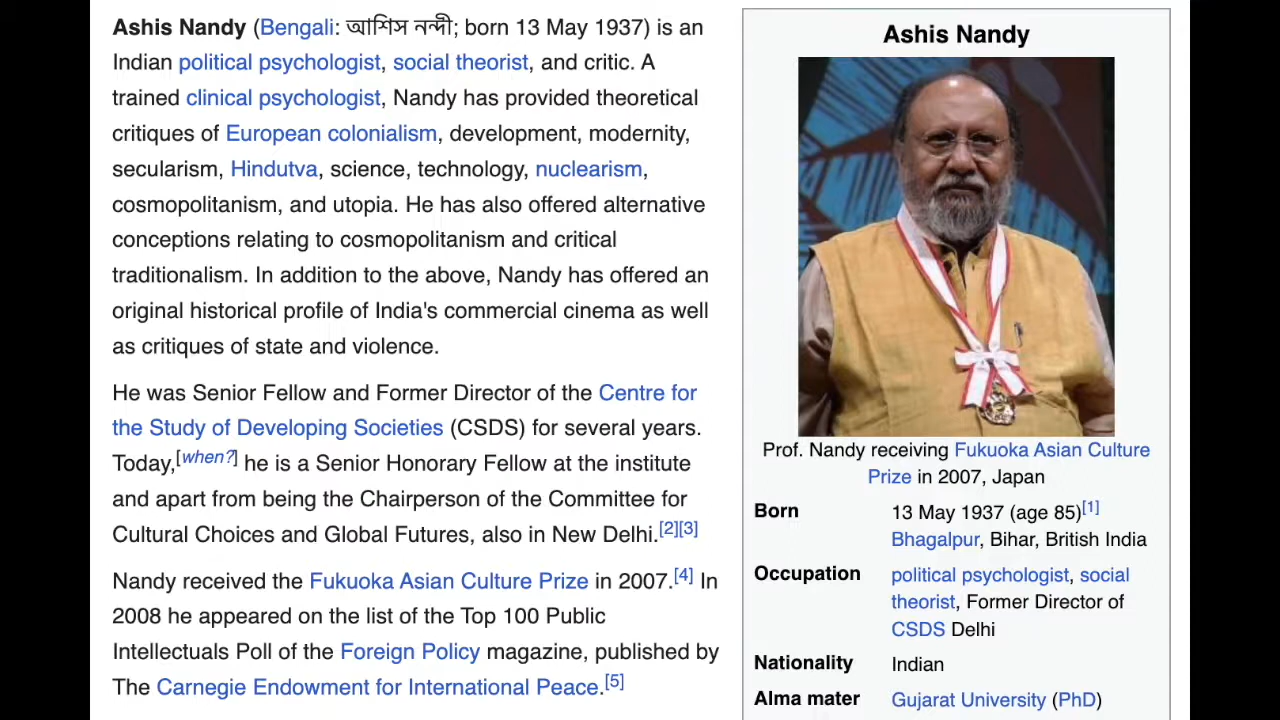 Ashis Nandy (Bengali: আশিস নন্দী; born 13 May 1937) is an
Indian political psychologist, social theorist, and critic. A
trained clinical psychologist, Nandy has provided theoretical
critiques of European colonialism, development, modernity,
secularism, Hindutva, science, technology, nuclearism,
cosmopolitanism, and utopia. He has also offered alternative
conceptions relating to cosmopolitanism and critical
traditionalism. In addition to the above, Nandy has offered an
original historical profile of India's commercial cinema as well
as critiques of state and violence.
He was Senior Fellow and Former Director of the Centre for
the Study of Developing Societies (CSDS) for several years.
Today,[when?] he is a Senior Honorary Fellow at the institute
and apart from being the Chairperson of the Committee for
Cultural Choices and Global Futures, also in New Delhi.[2][3]
Nandy received the Fukuoka Asian Culture Prize in 2007.[4] In
2008 he appeared on the list of the Top 100 Public
Intellectuals Poll of the Foreign Policy magazine, published by
The Carnegie Endowment for International Peace.[5]
Ashis Nandy
Prof. Nandy receiving Fukuoka Asian Culture
Prize in 2007, Japan
Born 13 May 1937 (age 85)[1]
Bhagalpur, Bihar, British India
Occupation political psychologist, social
theorist, Former Director of
CSDS Delhi
Nationality Indian
Alma mater Gujarat University (PhD)